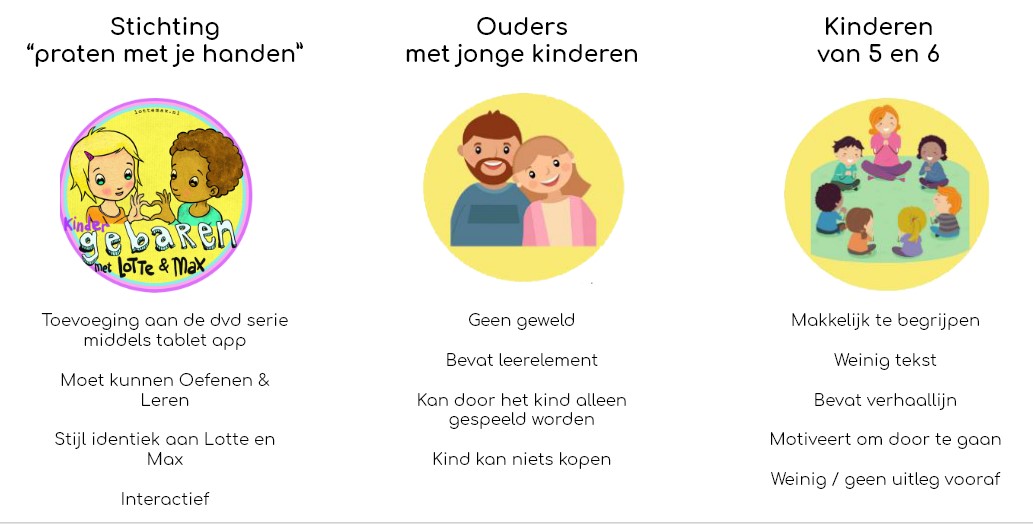 Stichting
“praten met je handen”
lottemax.nl
Kinder
gebaren
met Lotte & Max
Toevoeging aan de dvd serie
middels tablet app
Moet kunnen Oefenen &
Leren
Stijl identiek aan Lotte en
Max
Interactief
Ouders
met jonge kinderen
Geen geweld
Bevat leerelement
Kan door het kind alleen
gespeeld worden
Kind kan niets kopen
Kinderen
van 5 en 6
Makkelijk te begrijpen
Weinig tekst
Bevat verhaallijn
Motiveert om door te gaan
Weinig / geen uitleg vooraf